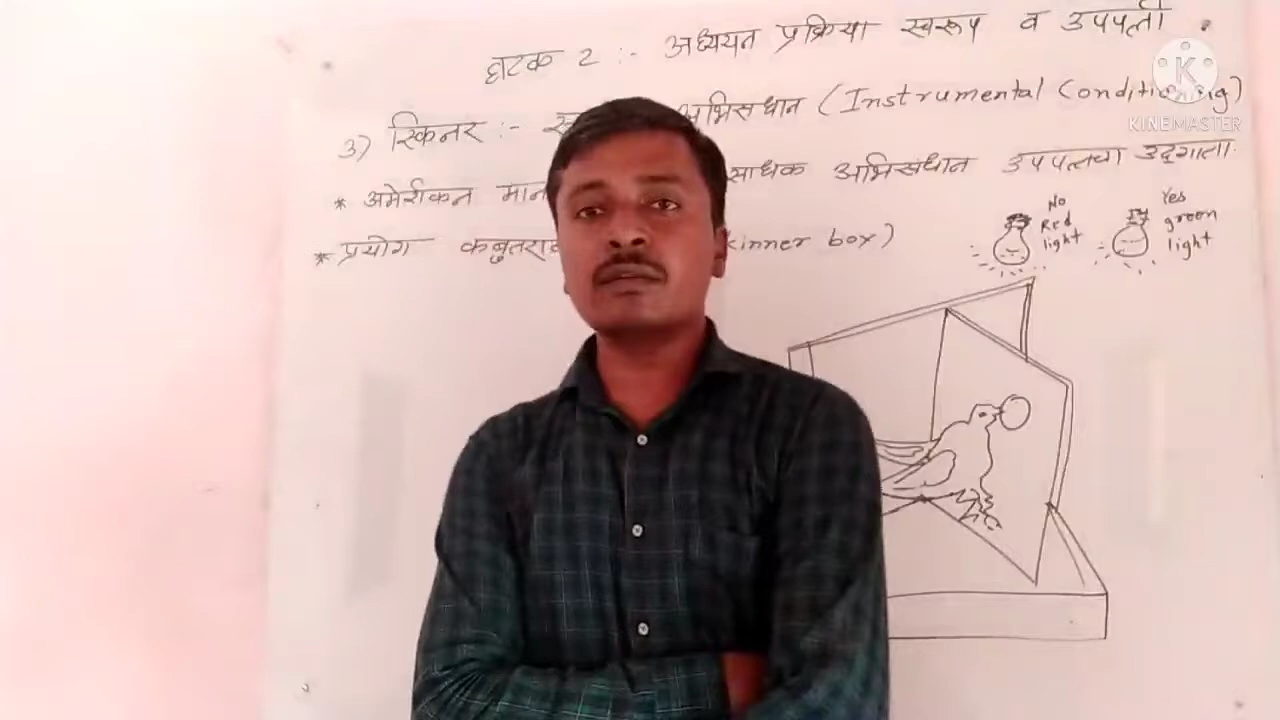 घटक 2 :- अध्ययन प्रक्रिया स्वरूप व उपपत्ती .
3) स्किनर :- अभिसंधान (Instrumental Conditioning)
* अमेरीकन मान साधक अभिसंधान उपपत्तीचा उद्गाता.
* प्रयोग कबुतराव kinner box)
No Red light
Yes green light
K
KINEMASTER